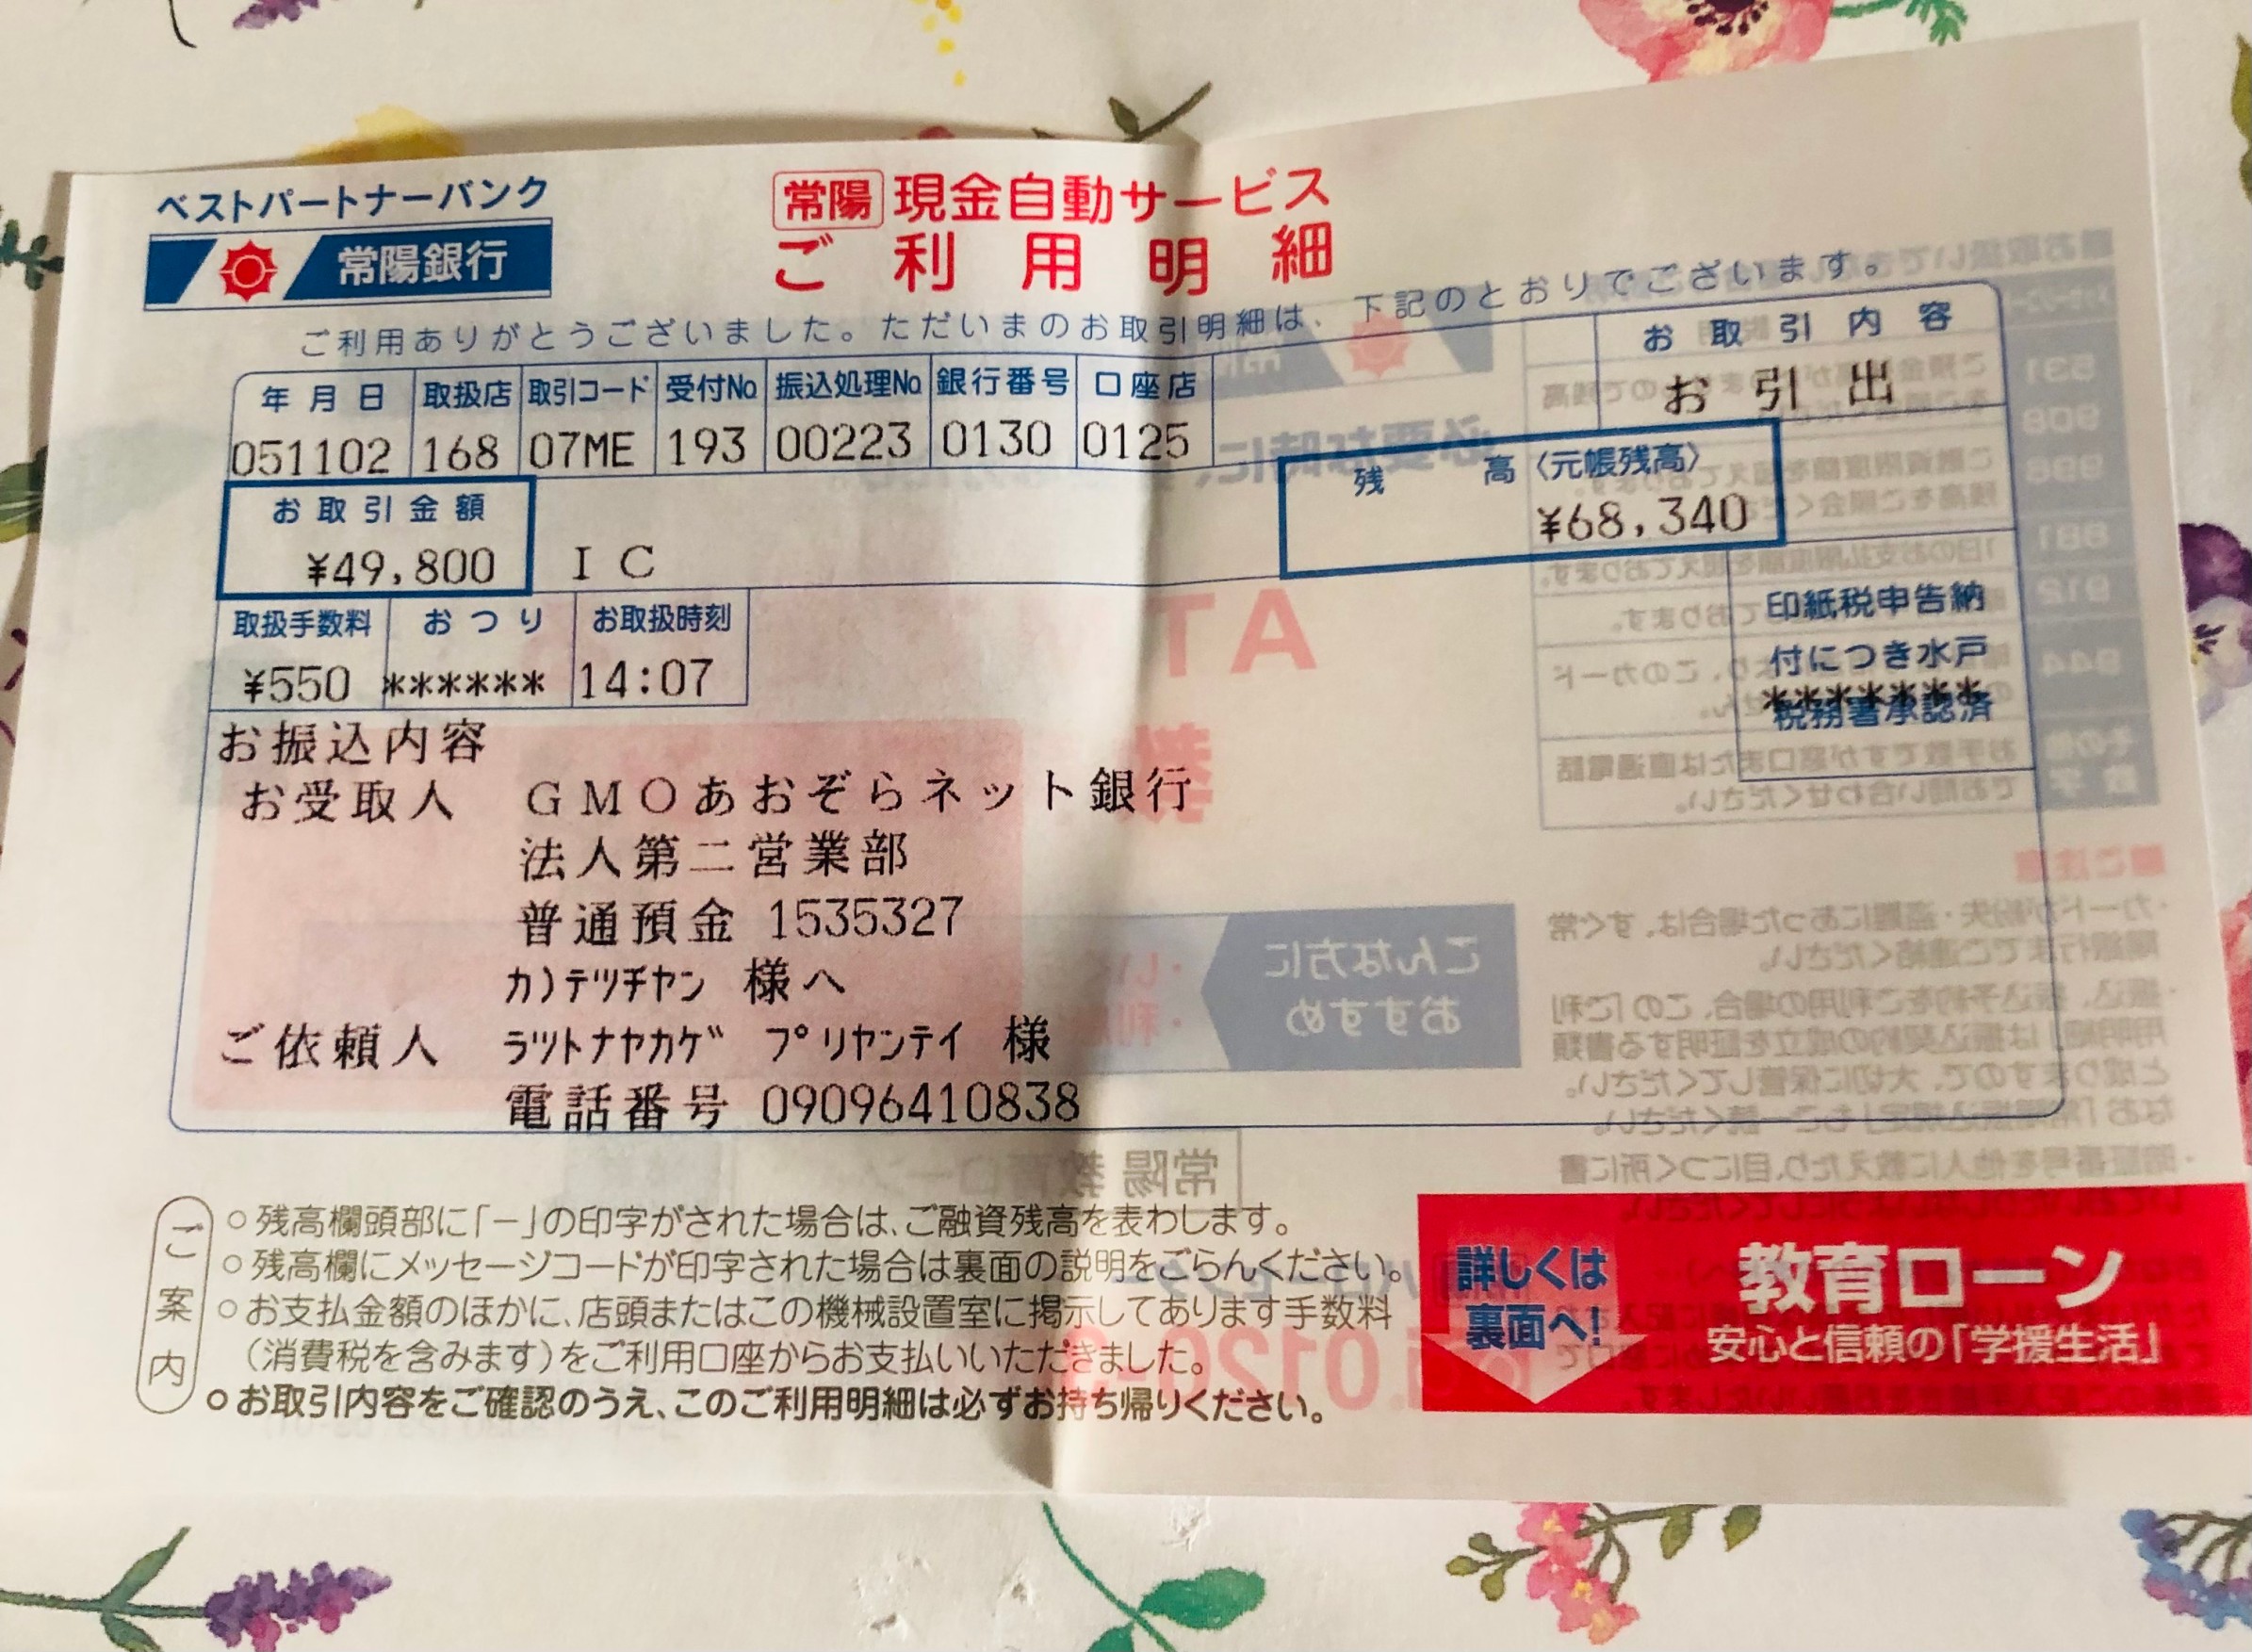 ベストパートナーバンク
常陽銀行
常陽 現金自動サービス
ご利用明細
ご利用ありがとうございました。ただいまのお取引明細は、下記のとおりでございます。
年月日 取扱店 取引コード 受付No 振込処理No 銀行番号 口座店 お取引内容
051102 168 07ME 193 00223 0130 0125 お引出
お取引金額 残高〈元帳残高〉
¥49,800 IC ¥68,340
取扱手数料 おつり お取扱時刻
¥550 ****** 14:07
印紙税申告納
付につき水戸
*******
税務署承認済
お振込内容
お受取人 GMOあおぞらネット銀行
法人第二営業部
普通預金 1535327
カ)テツチヤン 様へ
ご依頼人 ラツトナヤカゲ プリヤンテイ 様
電話番号 09096410838
ご案内
○残高欄頭部に「−」の印字がされた場合は、ご融資残高を表わします。
○残高欄にメッセージコードが印字された場合は裏面の説明をごらんください。
○お支払金額のほかに、店頭またはこの機械設置室に掲示してあります手数料
(消費税を含みます)をご利用口座からお支払いいただきました。
○お取引内容をご確認のうえ、このご利用明細は必ずお持ち帰りください。
詳しくは
裏面へ!
教育ローン
安心と信頼の「学援生活」